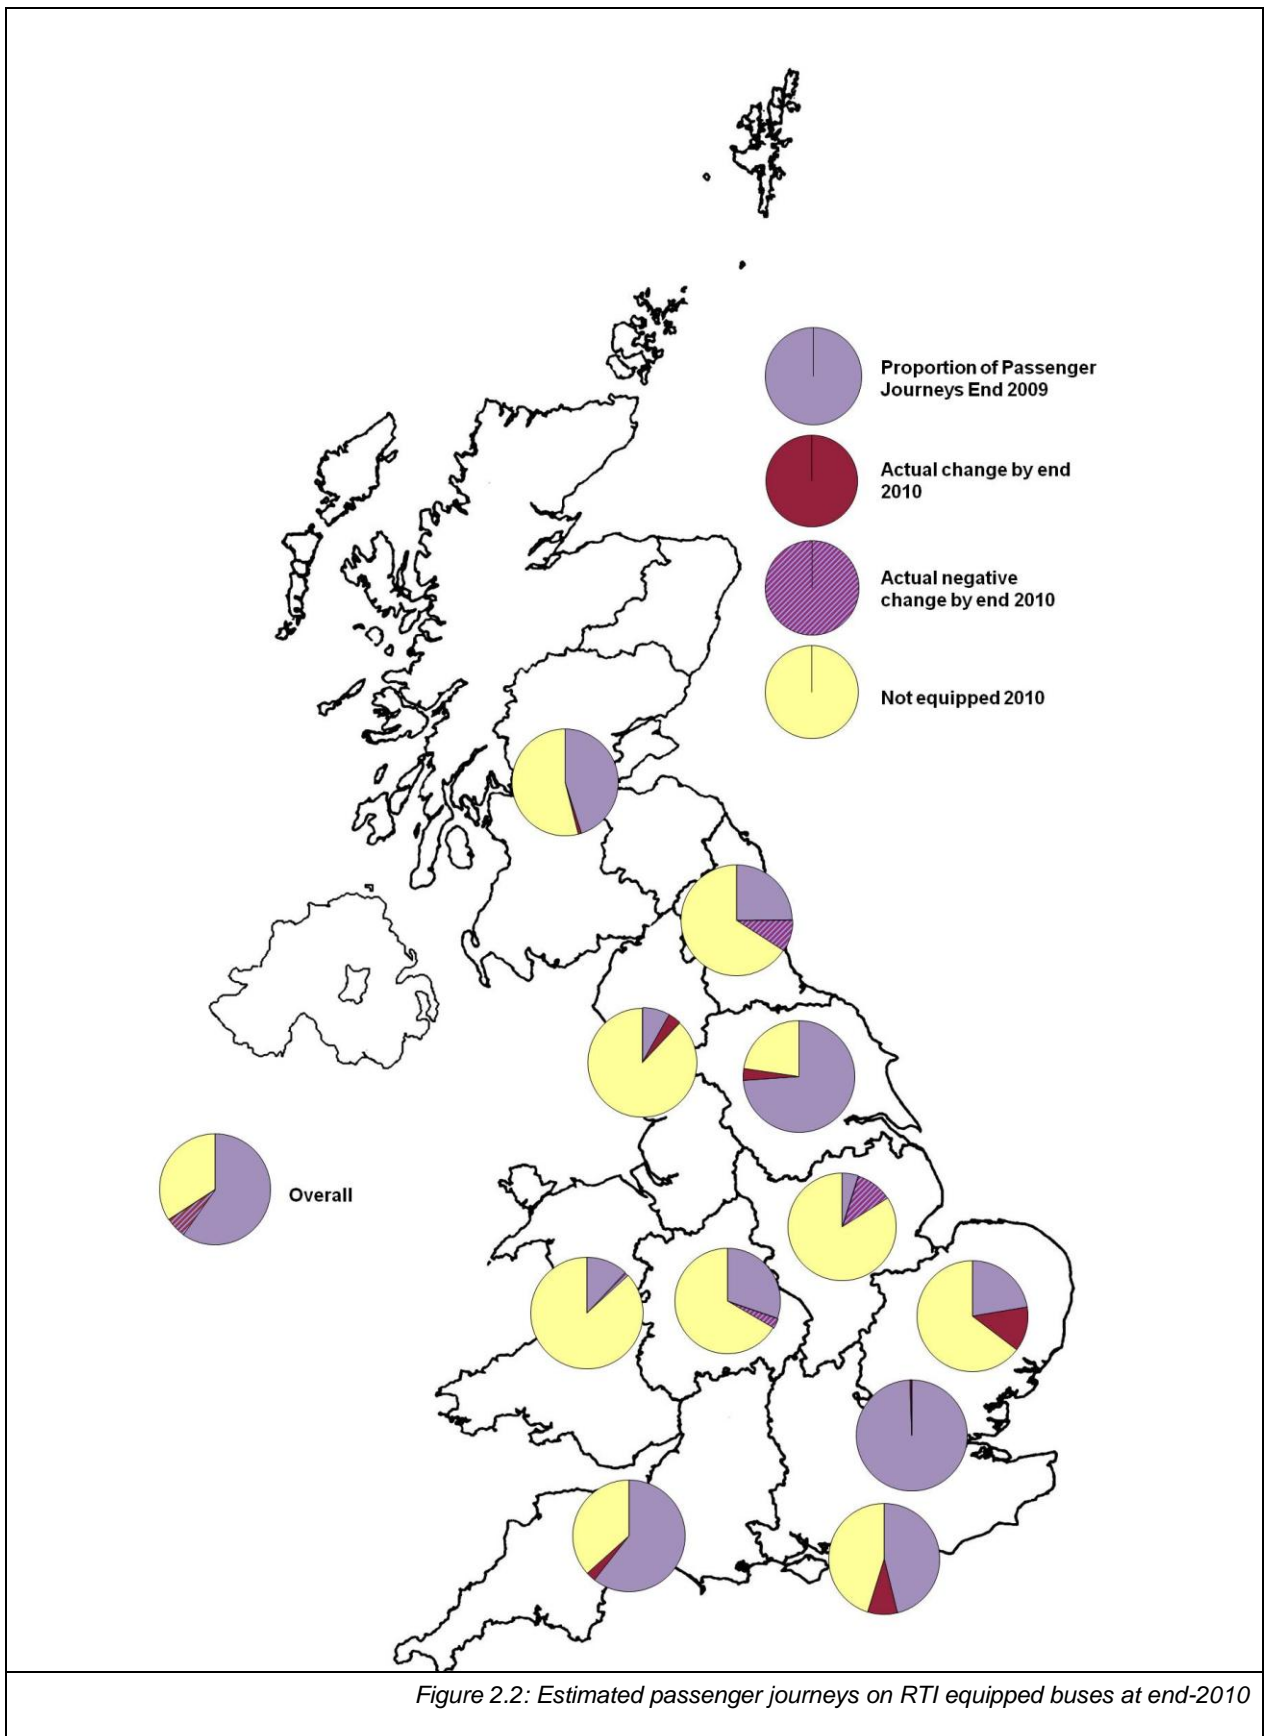 Proportion of Passenger
Journeys End 2009
Actual change by end
2010
Actual negative
change by end 2010
Not equipped 2010
Overall
Figure 2.2: Estimated passenger journeys on RTI equipped buses at end-2010